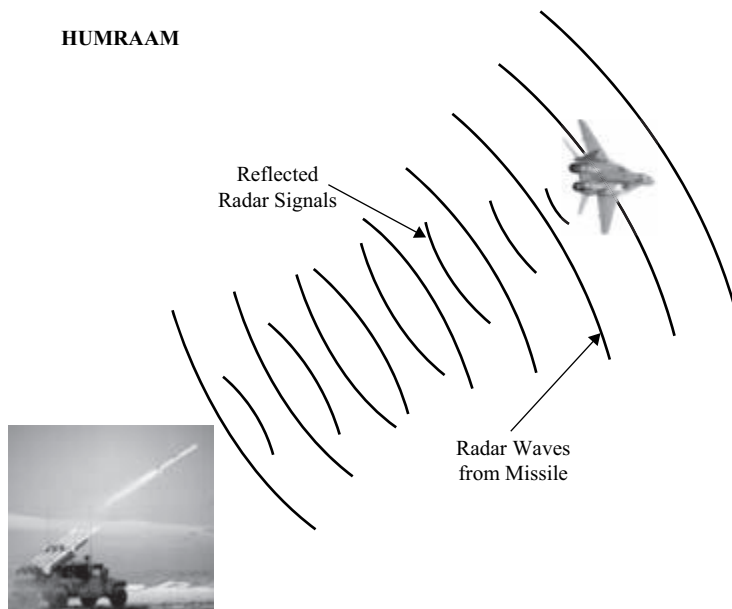 HUMRAAM
Reflected
Radar Signals
Radar Waves
from Missile